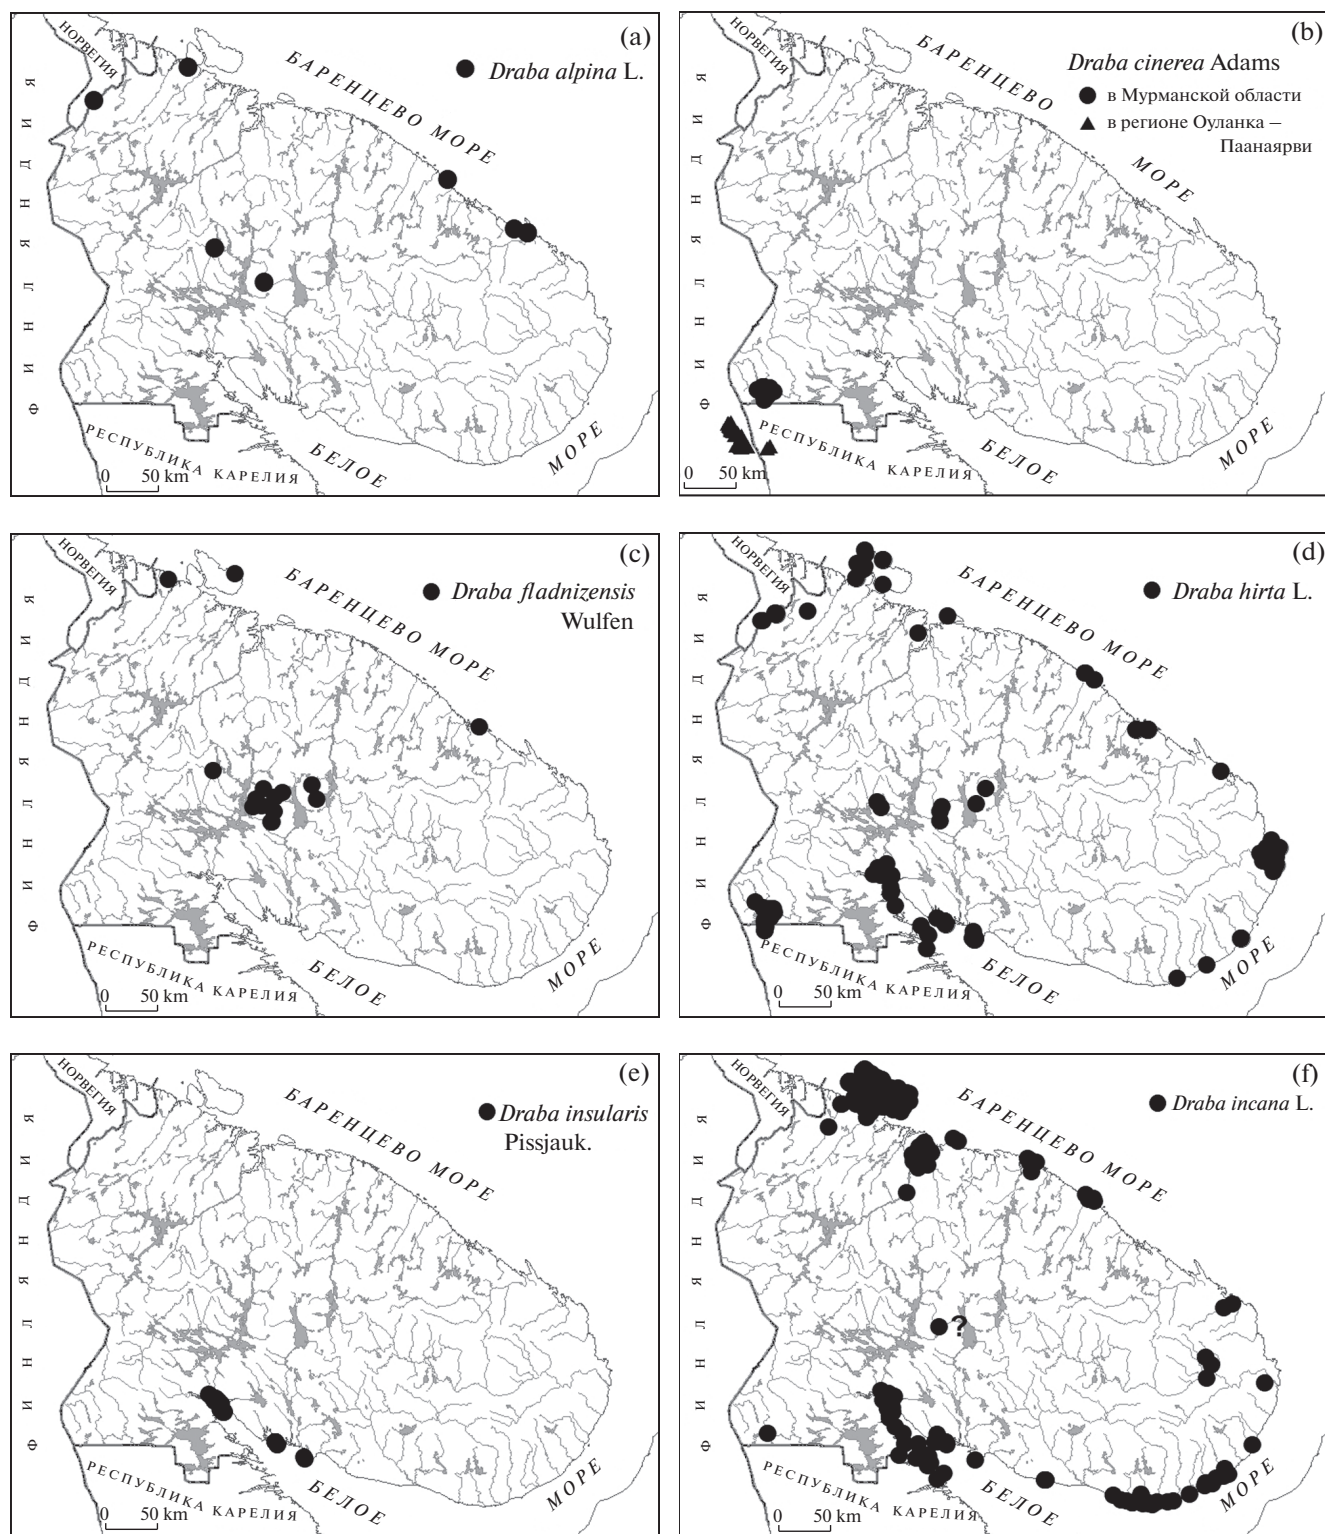 (a)
НОРВЕГИЯ
БАРЕНЦЕВО МОРЕ
Draba alpina L.
ФИНЛЯНДИЯ
РЕСПУБЛИКА КАРЕЛИЯ
БЕЛОЕ МОРЕ
0 50 km
(b)
НОРВЕГИЯ
БАРЕНЦЕВО МОРЕ
Draba cinerea Adams
в Мурманской области
в регионе Оуланка –
Паанаярви
ФИНЛЯНДИЯ
РЕСПУБЛИКА КАРЕЛИЯ
БЕЛОЕ МОРЕ
0 50 km
(c)
НОРВЕГИЯ
БАРЕНЦЕВО МОРЕ
Draba fladnizensis
Wulfen
ФИНЛЯНДИЯ
РЕСПУБЛИКА КАРЕЛИЯ
БЕЛОЕ МОРЕ
0 50 km
(d)
НОРВЕГИЯ
БАРЕНЦЕВО МОРЕ
Draba hirta L.
ФИНЛЯНДИЯ
РЕСПУБЛИКА КАРЕЛИЯ
БЕЛОЕ МОРЕ
0 50 km
(e)
НОРВЕГИЯ
БАРЕНЦЕВО МОРЕ
Draba insularis
Pissjauk.
ФИНЛЯНДИЯ
РЕСПУБЛИКА КАРЕЛИЯ
БЕЛОЕ МОРЕ
0 50 km
(f)
НОРВЕГИЯ
БАРЕНЦЕВО МОРЕ
Draba incana L.
?
ФИНЛЯНДИЯ
РЕСПУБЛИКА КАРЕЛИЯ
БЕЛОЕ МОРЕ
0 50 km